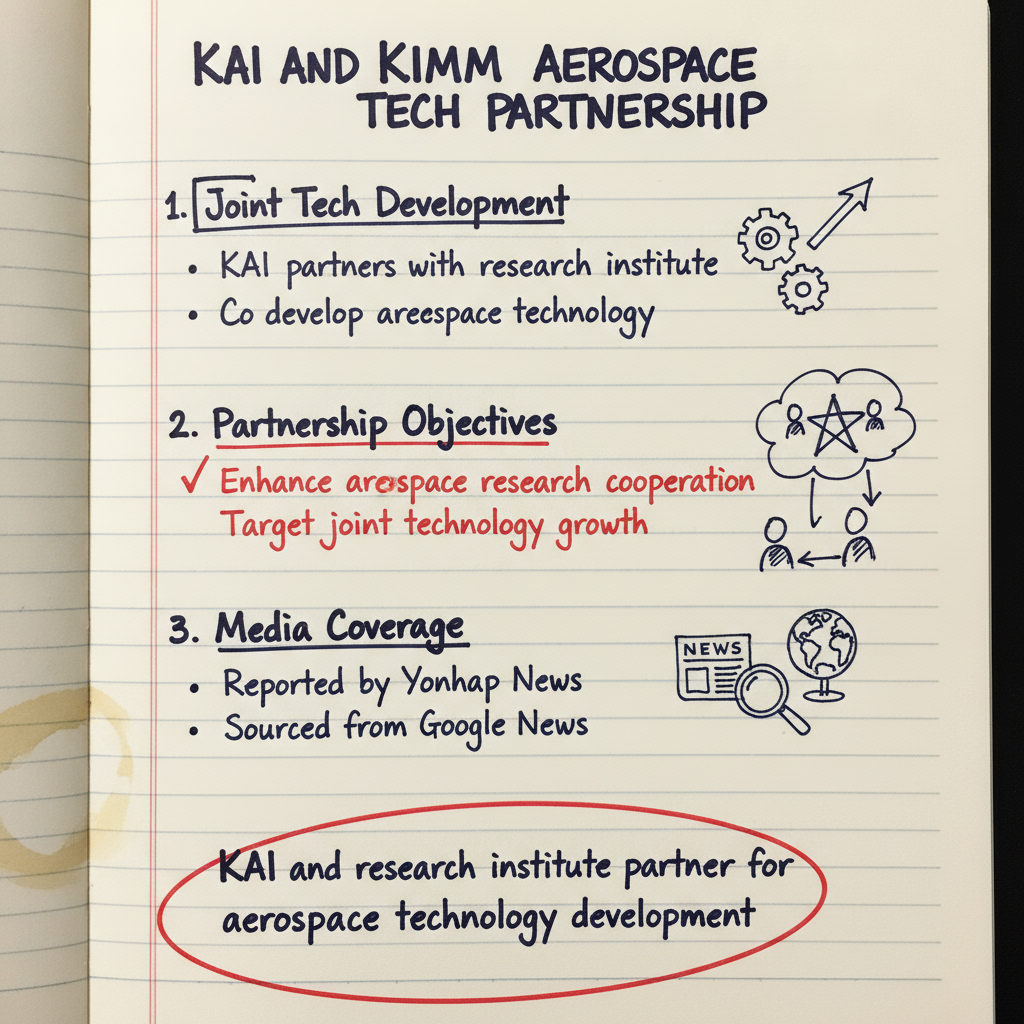 KAI AND KIMM AEROSPACE
TECH PARTNERSHIP
1. Joint Tech Development
• KAI partners with research institute
• Co develop areespace technology
2. Partnership Objectives
✓ Enhance arospace research cooperation
Target joint technology growth
3. Media Coverage
NEWS
• Reported by Yonhap News
• Sourced from Google News
KAI and research institute partner for
aerospace technology development